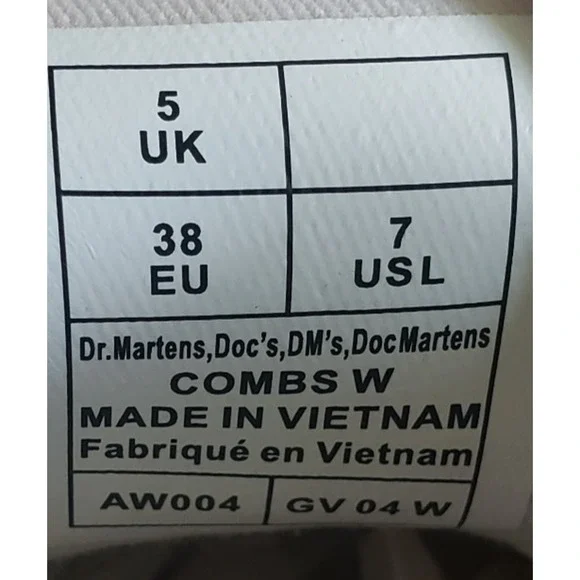 5
UK
38
EU
7
USL
Dr.Martens,Doc's,DM's,DocMartens
COMBS W
MADE IN VIETNAM
Fabriqué en Vietnam
AW004
GV 04 W